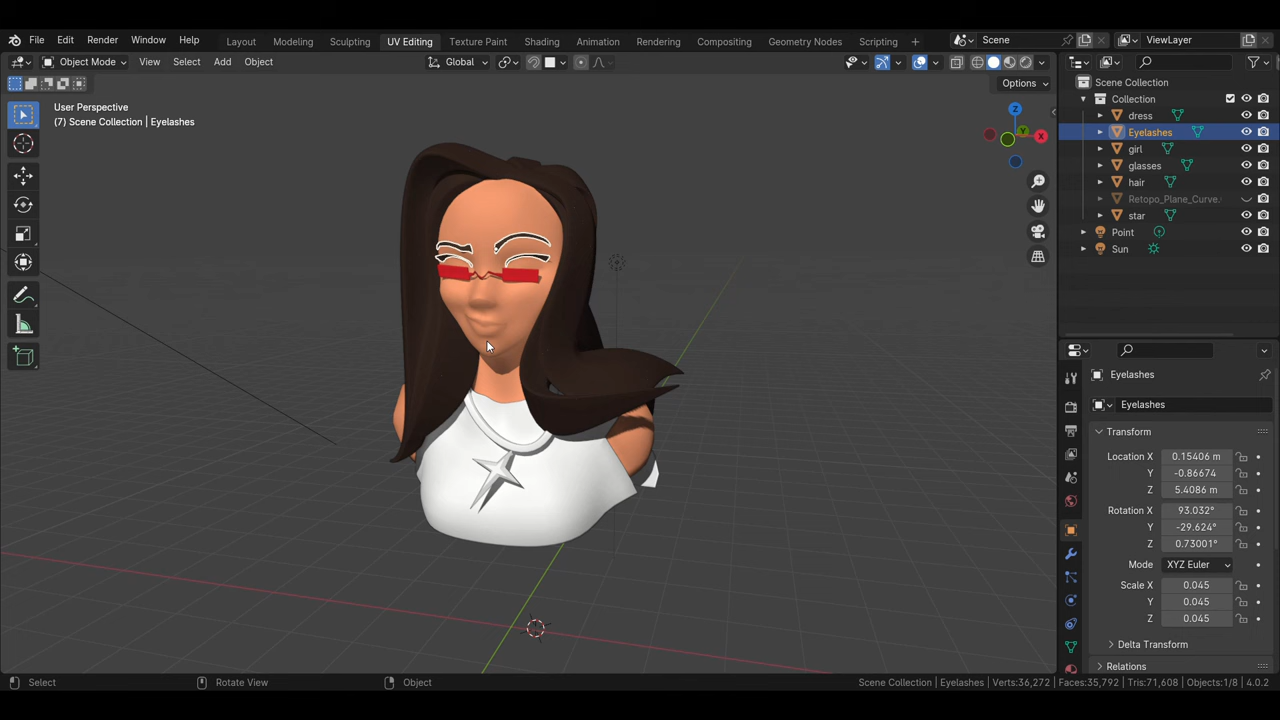 File Edit Render Window Help Layout Modeling Sculpting UV Editing Texture Paint Shading Animation Rendering Compositing Geometry Nodes Scripting + Scene ViewLayer
Object Mode View Select Add Object Global
Options
User Perspective
(7) Scene Collection | Eyelashes
Z
Y
X
Scene Collection
Collection
dress
Eyelashes
girl
glasses
hair
Retopo_Plane_Curve.
star
Point
Sun
Eyelashes
Eyelashes
Transform
Location X 0.15406 m
Y -0.86674
Z 5.4086 m
Rotation X 93.032°
Y -29.624°
Z 0.73001°
Mode XYZ Euler
Scale X 0.045
Y 0.045
Z 0.045
Delta Transform
Relations
Select Rotate View Object Scene Collection | Eyelashes | Verts:36,272 | Faces:35,792 | Tris:71,608 | Objects:1/8 | 4.0.2